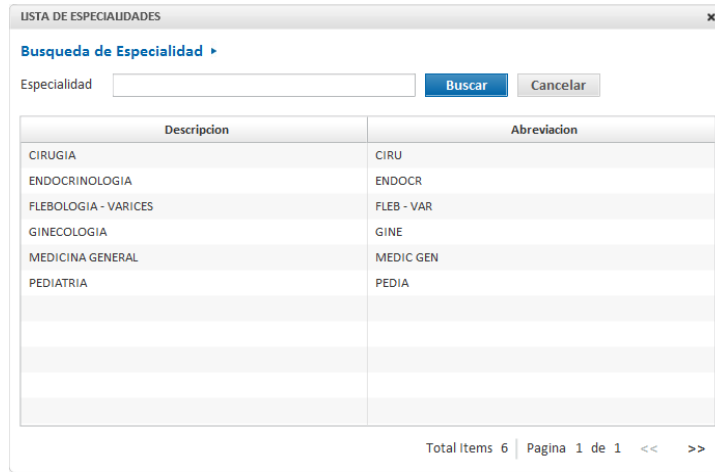 LISTA DE ESPECIALIDADES
Busqueda de Especialidad
Especialidad Buscar Cancelar
Descripcion Abreviacion
CIRUGIA CIRU
ENDOCRINOLOGIA ENDOCR
FLEBOLOGIA - VARICES FLEB - VAR
GINECOLOGIA GINE
MEDICINA GENERAL MEDIC GEN
PEDIATRIA PEDIA
Total Items 6 Pagina 1 de 1 << >>